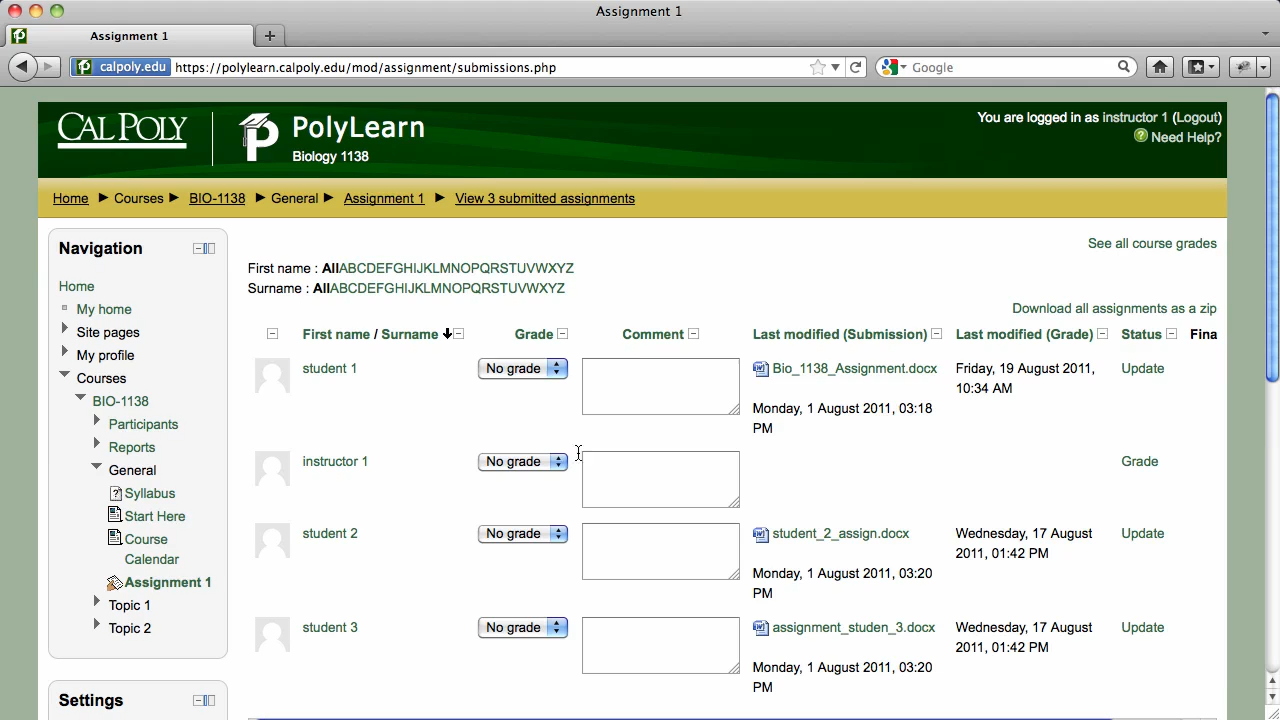 Assignment 1
Assignment 1
calpoly.edu https://polylearn.calpoly.edu/mod/assignment/submissions.php Google
CAL POLY PolyLearn
Biology 1138
You are logged in as instructor 1 (Logout)
Need Help?
Home Courses BIO-1138 General Assignment 1 View 3 submitted assignments
Navigation
Home
My home
Site pages
My profile
Courses
BIO-1138
Participants
Reports
General
Syllabus
Start Here
Course
Calendar
Assignment 1
Topic 1
Topic 2
Settings
See all course grades
First name : AllABCDEFGHIJKLMNOPQRSTUVWXYZ
Surname : AllABCDEFGHIJKLMNOPQRSTUVWXYZ
Download all assignments as a zip
First name / Surname Grade Comment Last modified (Submission) Last modified (Grade) Status Fina
student 1 No grade Bio_1138_Assignment.docx Friday, 19 August 2011, Update
10:34 AM
Monday, 1 August 2011, 03:18
PM
instructor 1 No grade Grade
student 2 No grade student_2_assign.docx Wednesday, 17 August Update
2011, 01:42 PM
Monday, 1 August 2011, 03:20
PM
student 3 No grade assignment_studen_3.docx Wednesday, 17 August Update
2011, 01:42 PM
Monday, 1 August 2011, 03:20
PM